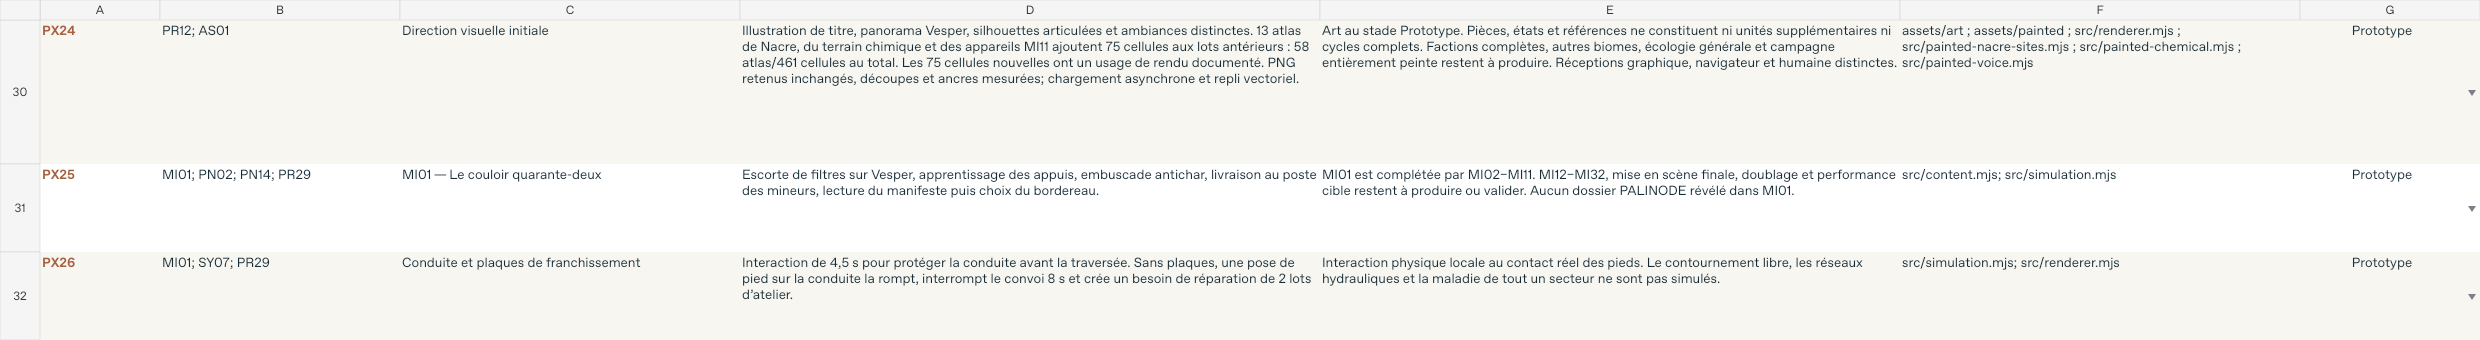 A B C D E F G
30
PX24
PR12; AS01
Direction visuelle initiale
Illustration de titre, panorama Vesper, silhouettes articulées et ambiances distinctes. 13 atlas
de Nacre, du terrain chimique et des appareils MI11 ajoutent 75 cellules aux lots antérieurs : 58
atlas/461 cellules au total. Les 75 cellules nouvelles ont un usage de rendu documenté. PNG
retenus inchangés, découpes et ancres mesurées; chargement asynchrone et repli vectoriel.
Art au stade Prototype. Pièces, états et références ne constituent ni unités supplémentaires ni
cycles complets. Factions complètes, autres biomes, écologie générale et campagne
entièrement peinte restent à produire. Réceptions graphique, navigateur et humaine distinctes.
assets/art ; assets/painted ; src/renderer.mjs ;
src/painted-nacre-sites.mjs ; src/painted-chemical.mjs ;
src/painted-voice.mjs
Prototype
31
PX25
MI01; PN02; PN14; PR29
MI01 — Le couloir quarante-deux
Escorte de filtres sur Vesper, apprentissage des appuis, embuscade antichar, livraison au poste
des mineurs, lecture du manifeste puis choix du bordereau.
MI01 est complétée par MI02–MI11. MI12–MI32, mise en scène finale, doublage et performance
cible restent à produire ou valider. Aucun dossier PALINODE révélé dans MI01.
src/content.mjs; src/simulation.mjs
Prototype
32
PX26
MI01; SY07; PR29
Conduite et plaques de franchissement
Interaction de 4,5 s pour protéger la conduite avant la traversée. Sans plaques, une pose de
pied sur la conduite la rompt, interrompt le convoi 8 s et crée un besoin de réparation de 2 lots
d’atelier.
Interaction physique locale au contact réel des pieds. Le contournement libre, les réseaux
hydrauliques et la maladie de tout un secteur ne sont pas simulés.
src/simulation.mjs; src/renderer.mjs
Prototype